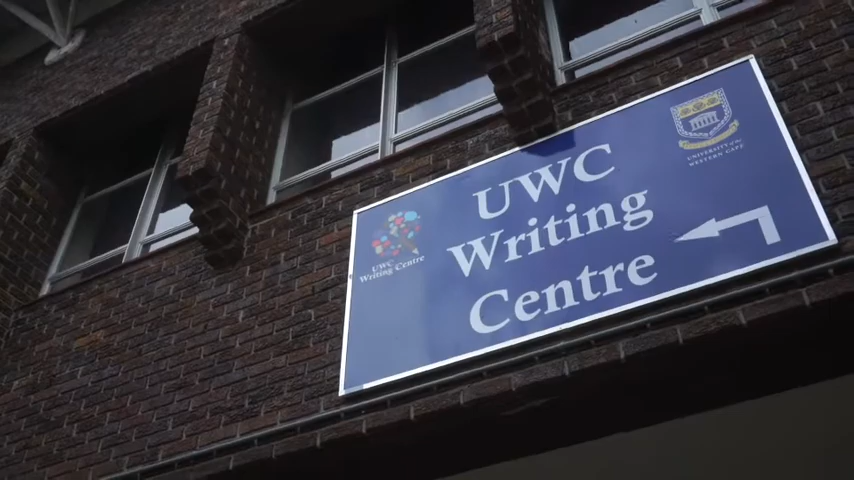 UWC
Writing
Centre
UWC
Writing Centre
UNIVERSITY of the
WESTERN CAPE